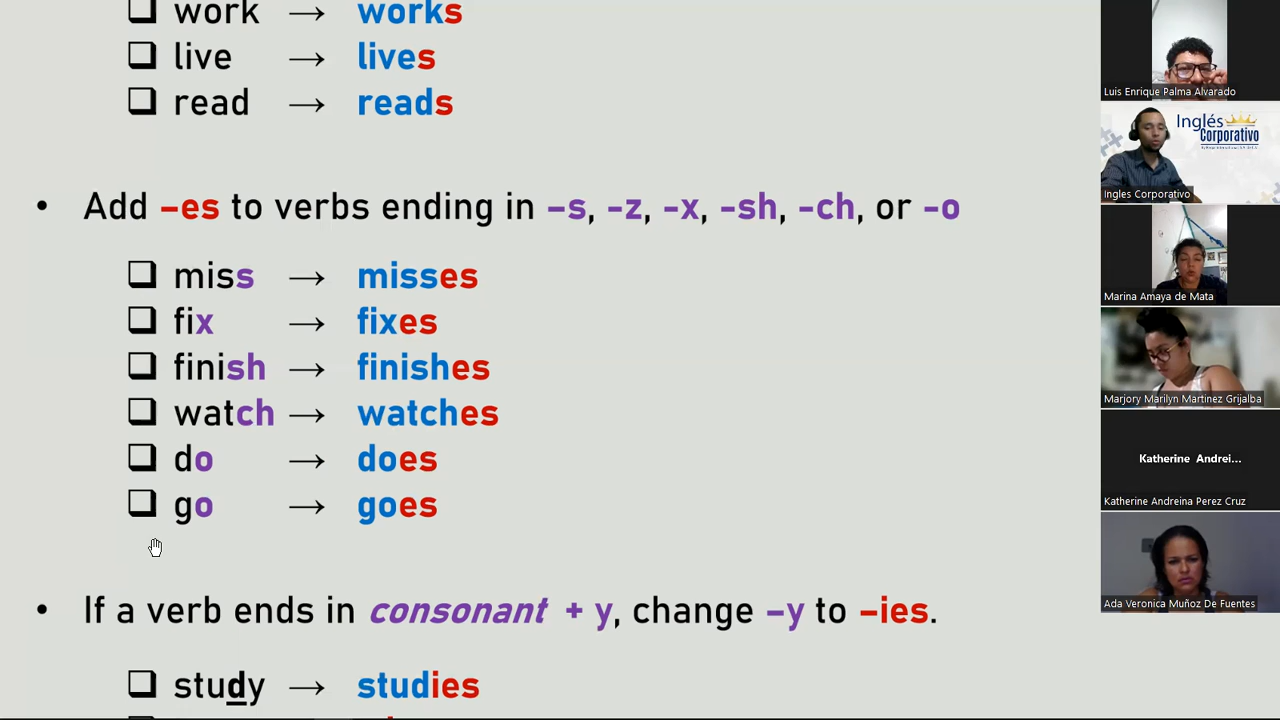 work → works
live → lives
read → reads
• Add –es to verbs ending in –s, -z, -x, -sh, -ch, or -o
miss → misses
fix → fixes
finish → finishes
watch → watches
do → does
go → goes
• If a verb ends in consonant + y, change –y to –ies.
study → studies
Luis Enrique Palma Alvarado
Inglés
Corporativo
Ingles Corporativo
Marina Amaya de Mata
Marjory Marilyn Martinez Grijalba
Katherine Andrei...
Katherine Andreina Perez Cruz
Ada Veronica Muñoz De Fuentes